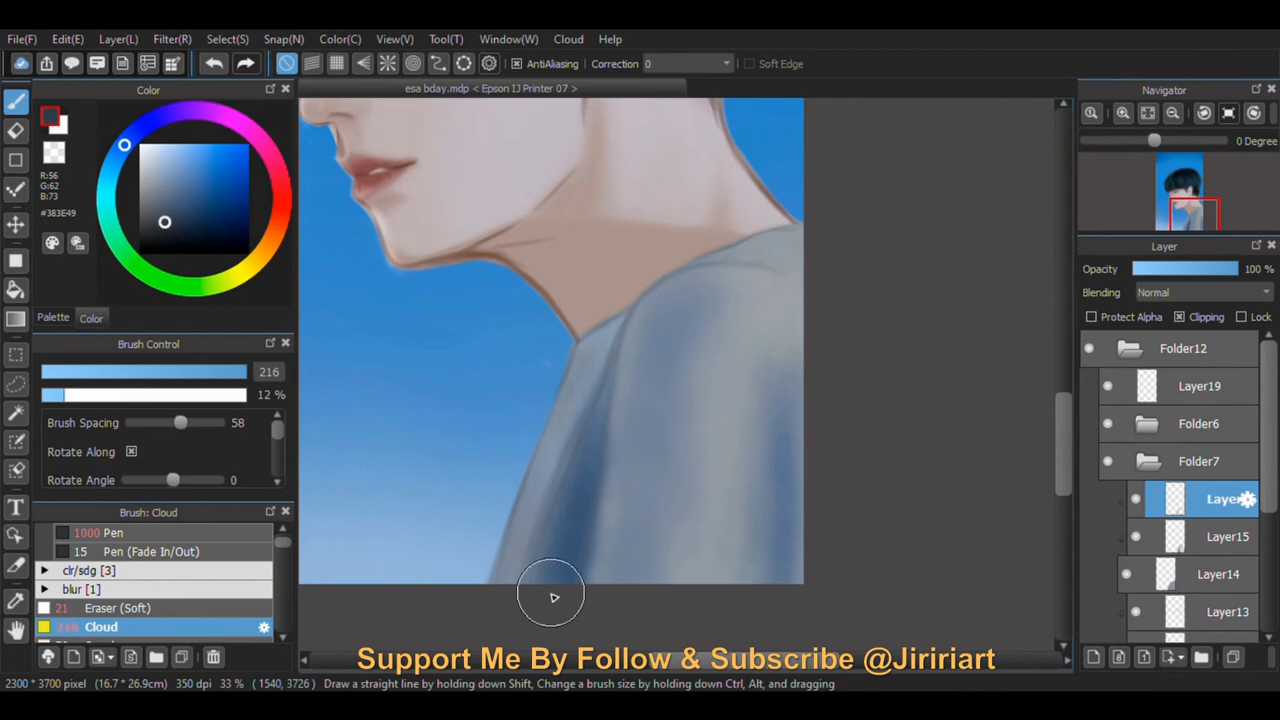 File(F) Edit(E) Layer(L) Filter(R) Select(S) Snap(N) Color(C) View(V) Tool(T) Window(W) Cloud Help
AntiAliasing Correction 0 Soft Edge
Color
esa bday.mdp < Epson IJ Printer 07 >
Navigator
0 Degree
R:56
G:62
B:73
#383E49
Palette Color
Brush Control
216
12 %
Brush Spacing 58
Rotate Along
Rotate Angle 0
Brush: Cloud
1000 Pen
15 Pen (Fade In/Out)
clr/sdg [3]
blur [1]
21 Eraser (Soft)
216 Cloud
Layer
Opacity 100 %
Blending Normal
Protect Alpha Clipping Lock
Folder12
Layer19
Folder6
Folder7
Layer15
Layer14
Layer13
Support Me By Follow & Subscribe @Jiririart
2300 * 3700 pixel (16.7 * 26.9cm) 350 dpi 33 % ( 1540, 3726 ) Draw a straight line by holding down Shift, Change a brush size by holding down Ctrl, Alt, and dragging